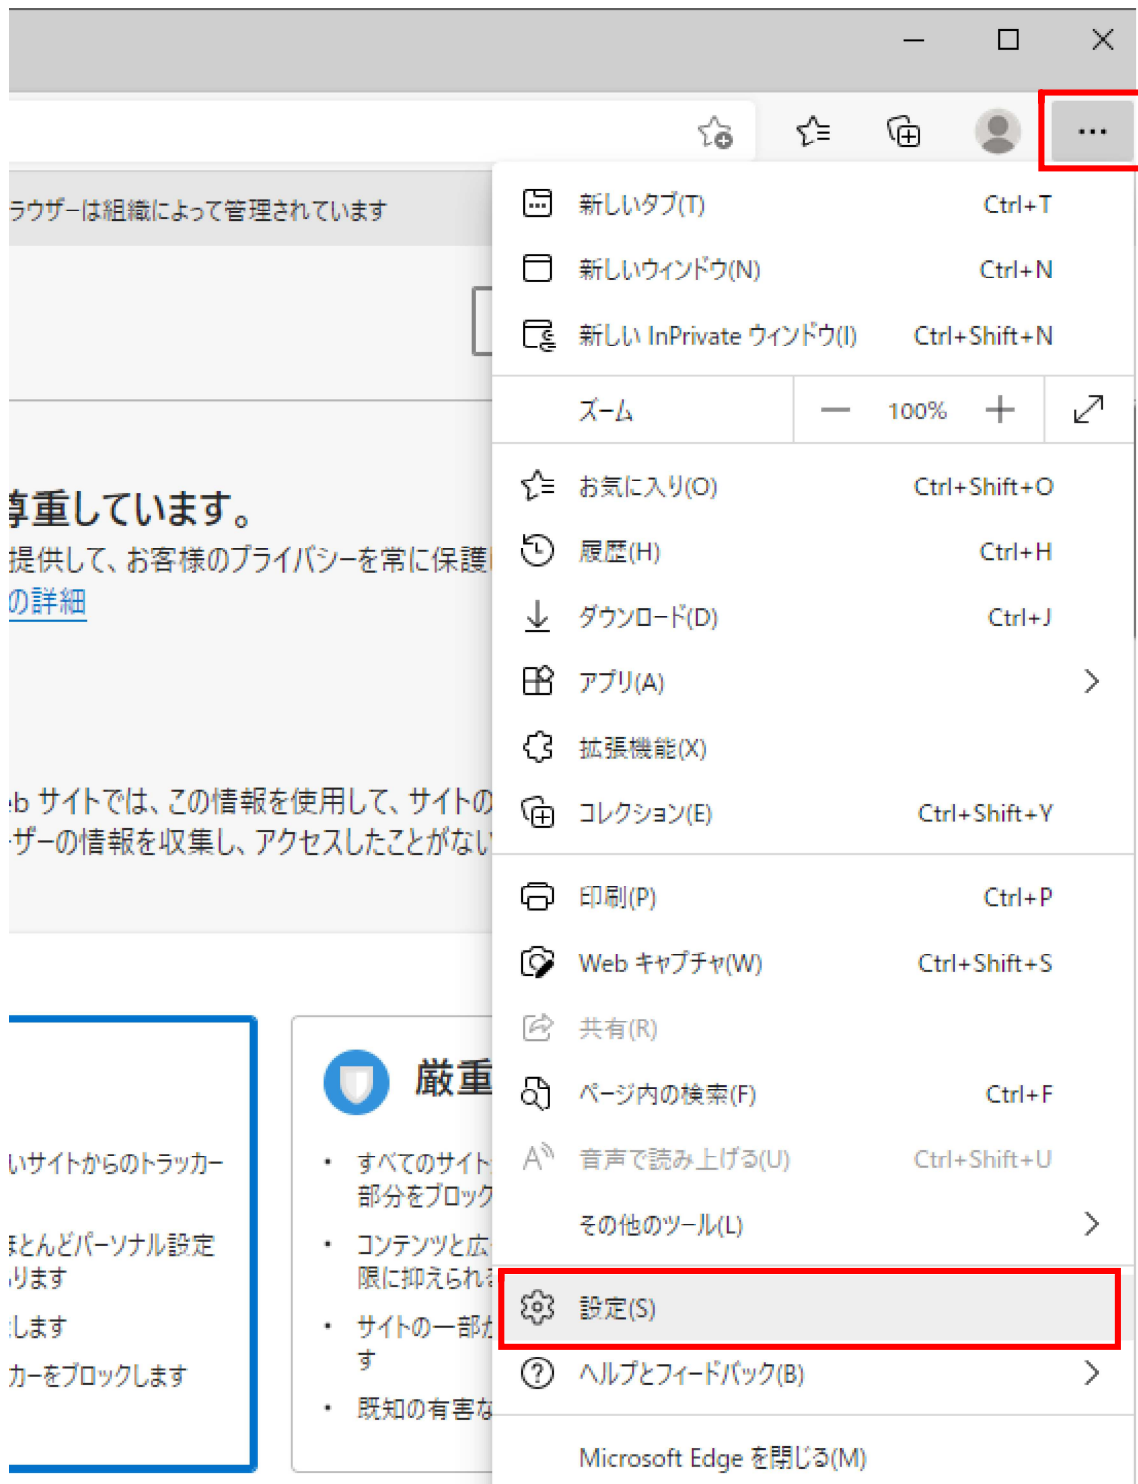 ラウザーは組織によって管理されています
尊重しています。
提供して、お客様のプライバシーを常に保護
の詳細
eb サイトでは、この情報を使用して、サイトの
ーザーの情報を収集し、アクセスしたことがない
いサイトからのトラッカー
ほとんどパーソナル設定
ります
します
カーをブロックします
厳重
• すべてのサイト
部分をブロック
• コンテンツと広
限に抑えられる
• サイトの一部が
す
• 既知の有害な
新しいタブ(T) Ctrl+T
新しいウィンドウ(N) Ctrl+N
新しい InPrivate ウィンドウ(I) Ctrl+Shift+N
ズーム — 100% +
お気に入り(O) Ctrl+Shift+O
履歴(H) Ctrl+H
ダウンロード(D) Ctrl+J
アプリ(A)
拡張機能(X)
コレクション(E) Ctrl+Shift+Y
印刷(P) Ctrl+P
Web キャプチャ(W) Ctrl+Shift+S
共有(R)
ページ内の検索(F) Ctrl+F
音声で読み上げる(U) Ctrl+Shift+U
その他のツール(L)
設定(S)
ヘルプとフィードバック(B)
Microsoft Edge を閉じる(M)